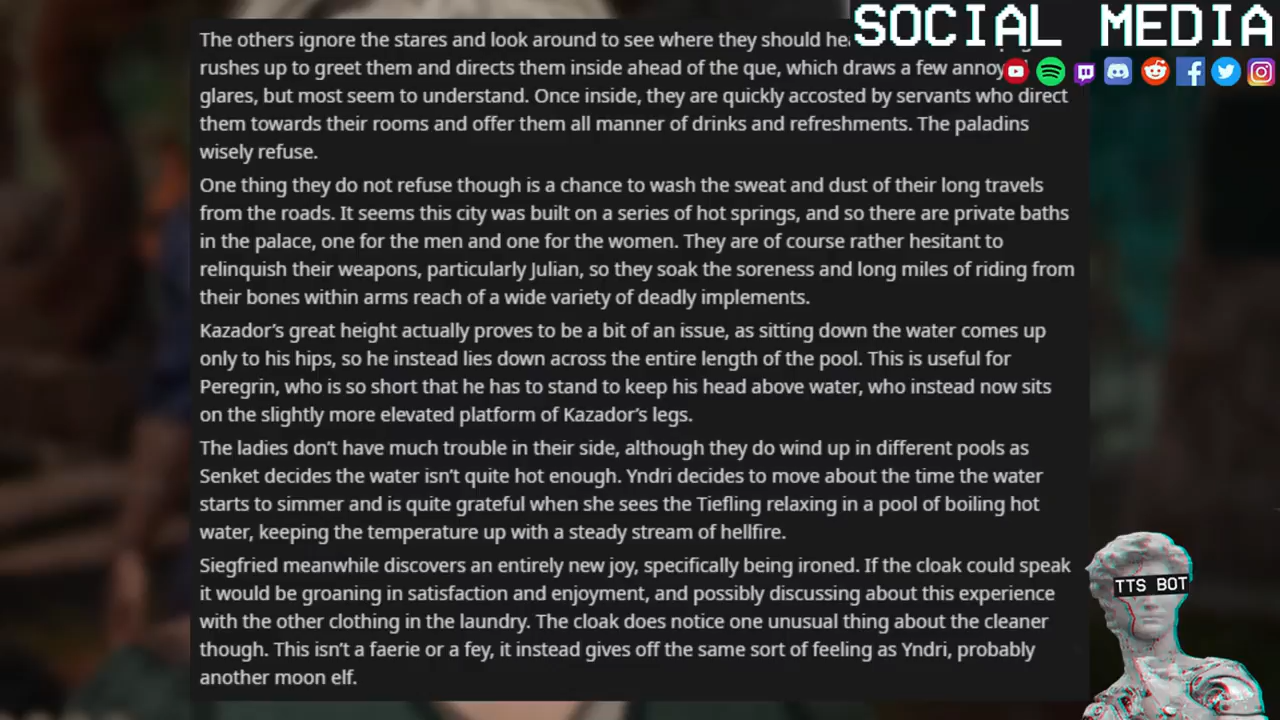 SOCIAL MEDIA
The others ignore the stares and look around to see where they should
rushes up to greet them and directs them inside ahead of the que, which draws a few
glares, but most seem to understand. Once inside, they are quickly accosted by servants who direct
them towards their rooms and offer them all manner of drinks and refreshments. The paladins
wisely refuse.
One thing they do not refuse though is a chance to wash the sweat and dust of their long travels
from the roads. It seems this city was built on a series of hot springs, and so there are private baths
in the palace, one for the men and one for the women. They are of course rather hesitant to
relinquish their weapons, particularly Julian, so they soak the soreness and long miles of riding from
their bones within arms reach of a wide variety of deadly implements.
Kazador's great height actually proves to be a bit of an issue, as sitting down the water comes up
only to his hips, so he instead lies down across the entire length of the pool. This is useful for
Peregrin, who is so short that he has to stand to keep his head above water, who instead now sits
on the slightly more elevated platform of Kazador's legs.
The ladies don't have much trouble in their side, although they do wind up in different pools as
Senket decides the water isn't quite hot enough. Yndri decides to move about the time the water
starts to simmer and is quite grateful when she sees the Tiefling relaxing in a pool of boiling hot
water, keeping the temperature up with a steady stream of hellfire.
Siegfried meanwhile discovers an entirely new joy, specifically being ironed. If the cloak could speak
it would be groaning in satisfaction and enjoyment, and possibly discussing about this experience
with the other clothing in the laundry. The cloak does notice one unusual thing about the cleaner
though. This isn't a faerie or a fey, it instead gives off the same sort of feeling as Yndri, probably
another moon elf.
TTS BOT